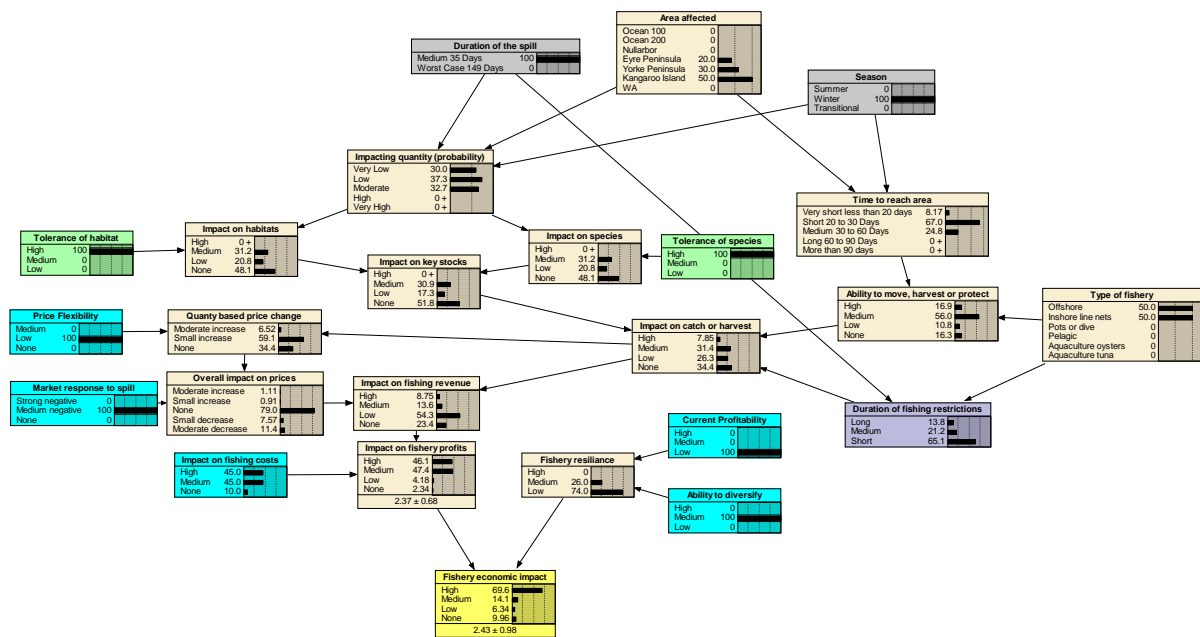 Area affected
Ocean 100 0
Ocean 200 0
Nullarbor 0
Eyre Peninsula 20.0
Yorke Peninsula 30.0
Kangaroo Island 50.0
WA 0
Duration of the spill
Medium 35 Days 100
Worst Case 149 Days 0
Season
Summer 0
Winter 100
Transitional 0
Impacting quantity (probability)
Very Low 30.0
Low 37.3
Moderate 32.7
High 0 +
Very High 0 +
Time to reach area
Very short less than 20 days 8.17
Short 20 to 30 Days 67.0
Medium 30 to 60 Days 24.8
Long 60 to 90 Days 0 +
More than 90 days 0 +
Tolerance of habitat
High 100
Medium 0
Low 0
Impact on habitats
High 0 +
Medium 31.2
Low 20.8
None 48.1
Impact on species
High 0 +
Medium 31.2
Low 20.8
None 48.1
Tolerance of species
High 100
Medium 0
Low 0
Impact on key stocks
High 0 +
Medium 30.9
Low 17.3
None 51.8
Ability to move, harvest or protect
High 16.9
Medium 56.0
Low 10.8
None 16.3
Type of fishery
Offshore 50.0
Inshore line nets 50.0
Pots or dive 0
Pelagic 0
Aquaculture oysters 0
Aquaculture tuna 0
Price Flexibility
Medium 0
Low 100
None 0
Quanty based price change
Moderate increase 6.52
Small increase 59.1
None 34.4
Impact on catch or harvest
High 7.85
Medium 31.4
Low 26.3
None 34.4
Market response to spill
Strong negative 0
Medium negative 100
None 0
Overall impact on prices
Moderate increase 1.11
Small increase 0.91
None 79.0
Small decrease 7.57
Moderate decrease 11.4
Impact on fishing revenue
High 8.75
Medium 13.6
Low 54.3
None 23.4
Duration of fishing restrictions
Long 13.8
Medium 21.2
Short 65.1
Current Profitability
High 0
Medium 0
Low 100
Impact on fishing costs
High 45.0
Medium 45.0
None 10.0
Impact on fishery profits
High 46.1
Medium 47.4
Low 4.18
None 2.34
2.37 ± 0.68
Fishery resiliance
High 0
Medium 26.0
Low 74.0
Ability to diversify
High 0
Medium 100
Low 0
Fishery economic impact
High 69.6
Medium 14.1
Low 6.34
None 9.96
2.43 ± 0.98